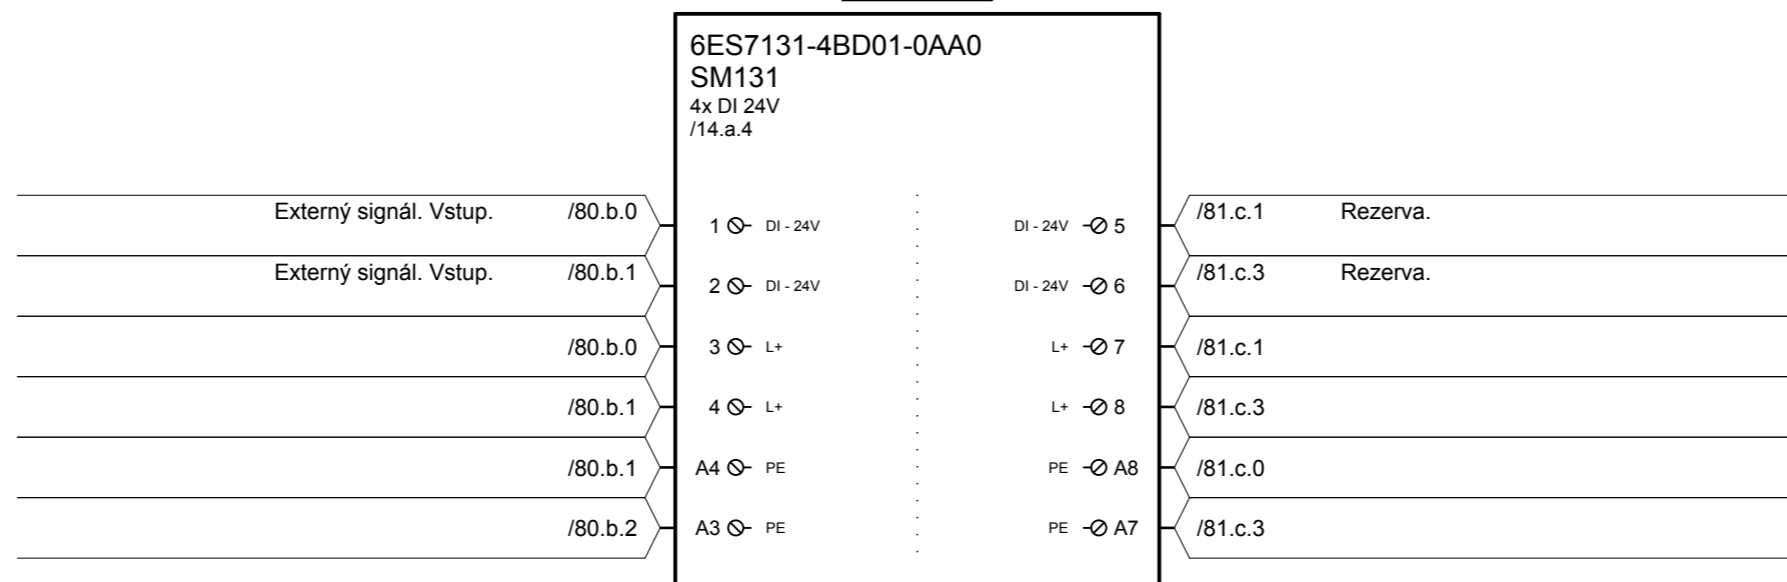 6ES7131-4BD01-0AA0
SM131
4x DI 24V
/14.a.4
Externý signál. Vstup. /80.b.0 1 DI - 24V DI - 24V 5 /81.c.1 Rezerva.
Externý signál. Vstup. /80.b.1 2 DI - 24V DI - 24V 6 /81.c.3 Rezerva.
/80.b.0 3 L+ L+ 7 /81.c.1
/80.b.1 4 L+ L+ 8 /81.c.3
/80.b.1 A4 PE PE A8 /81.c.0
/80.b.2 A3 PE PE A7 /81.c.3